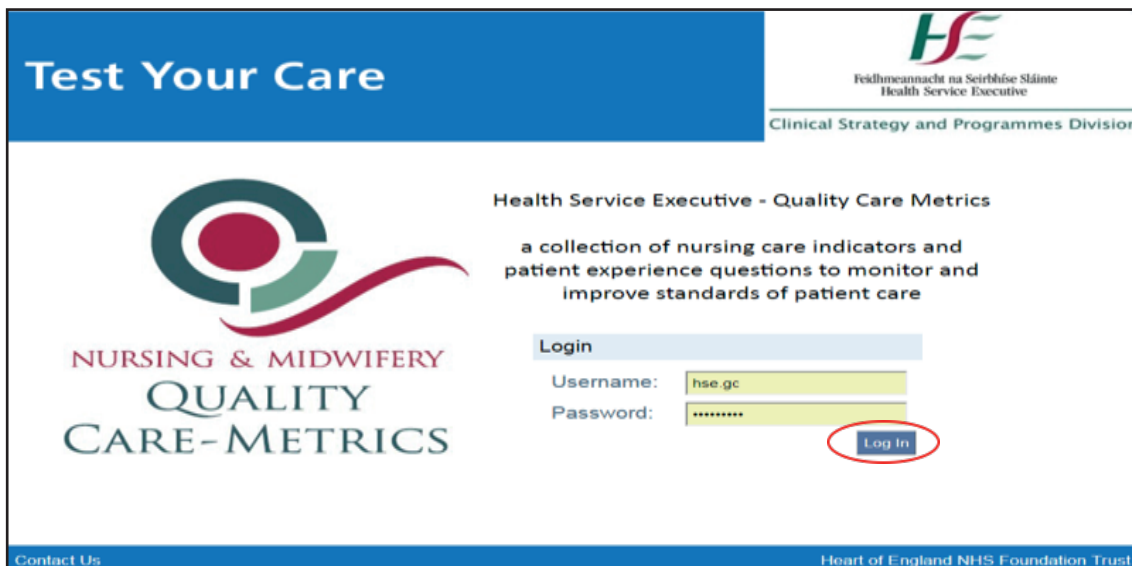 Test Your Care
HSE
Feidhmeannacht na Seirbhíse Sláinte
Health Service Executive
Clinical Strategy and Programmes Division
NURSING & MIDWIFERY
QUALITY
CARE-METRICS
Health Service Executive - Quality Care Metrics
a collection of nursing care indicators and
patient experience questions to monitor and
improve standards of patient care
Login
Username: hse.gc
Password: •••••••••
Log In
Contact Us
Heart of England NHS Foundation Trust